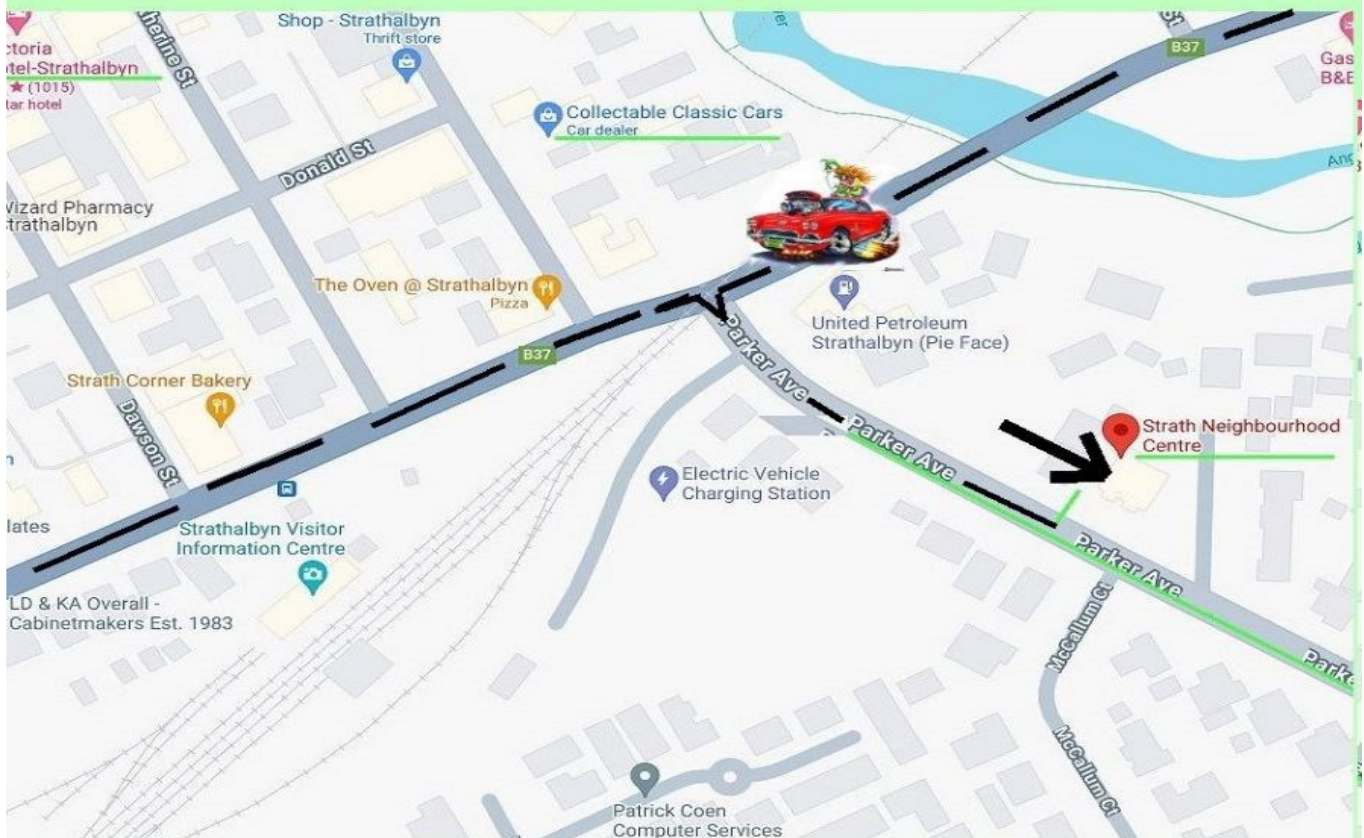 Shop - Strathalbyn
Thrift store
B37
ctoria
otel-Strathalbyn
(1015)
tar hotel
herine St
St
Gas
B&B
Collectable Classic Cars
Car dealer
Donald St
Wizard Pharmacy
trathalbyn
The Oven @ Strathalbyn
Pizza
United Petroleum
Strathalbyn (Pie Face)
Parker Ave
B37
Strath Corner Bakery
Dawson St
Parker Ave
Strath Neighbourhood
Centre
Electric Vehicle
Charging Station
lates
Strathalbyn Visitor
Information Centre
Parker Ave
LD & KA Overall -
Cabinetmakers Est. 1983
McCallum Ct
Parke
McCallum Ct
Patrick Coen
Computer Services